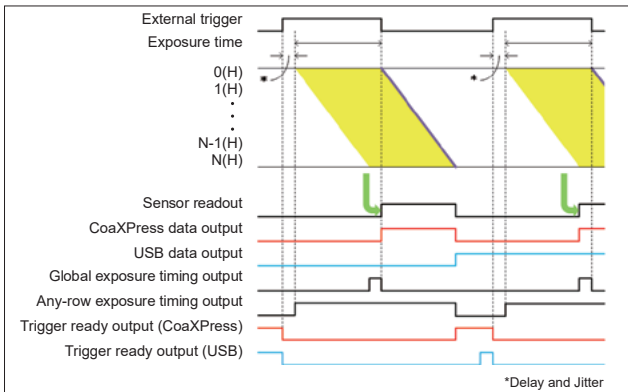 External trigger
Exposure time
0(H)
*
*
1(H)
N-1(H)
N(H)
Sensor readout
CoaXPress data output
USB data output
Global exposure timing output
Any-row exposure timing output
Trigger ready output (CoaXPress)
Trigger ready output (USB)
*Delay and Jitter